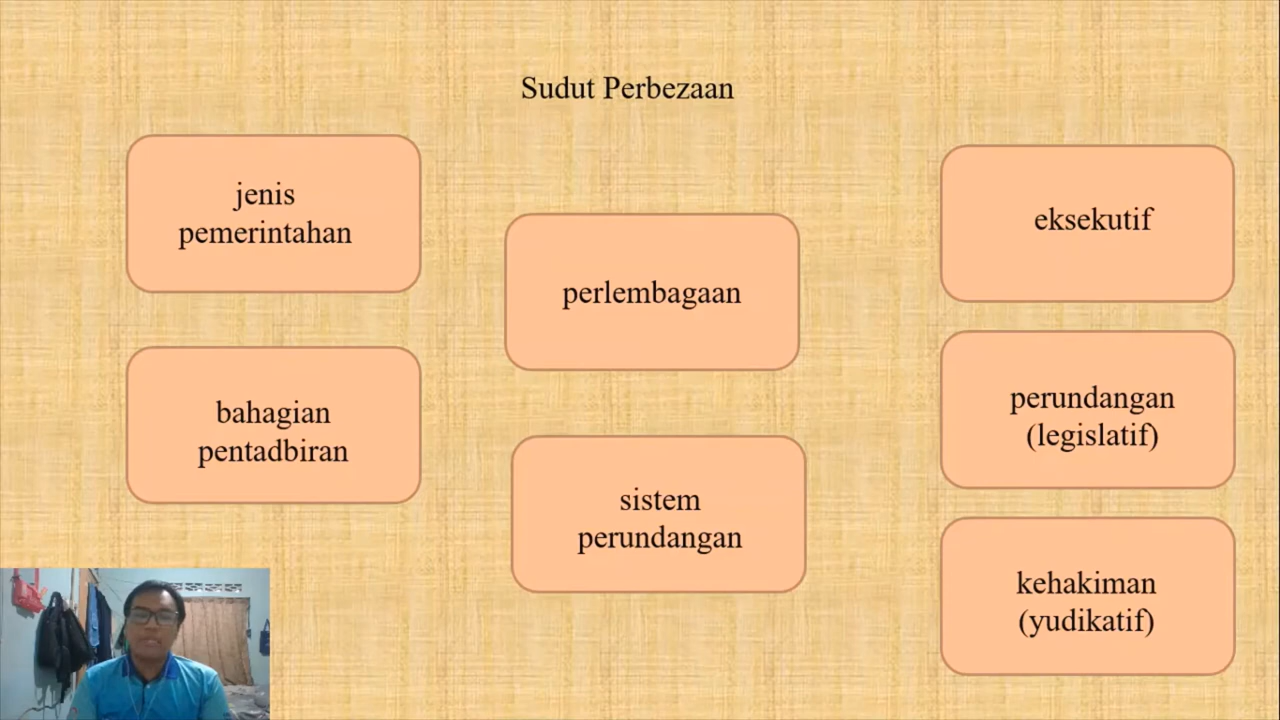 Sudut Perbezaan
jenis
pemerintahan
bahagian
pentadbiran
perlembagaan
sistem
perundangan
eksekutif
perundangan
(legislatif)
kehakiman
(yudikatif)